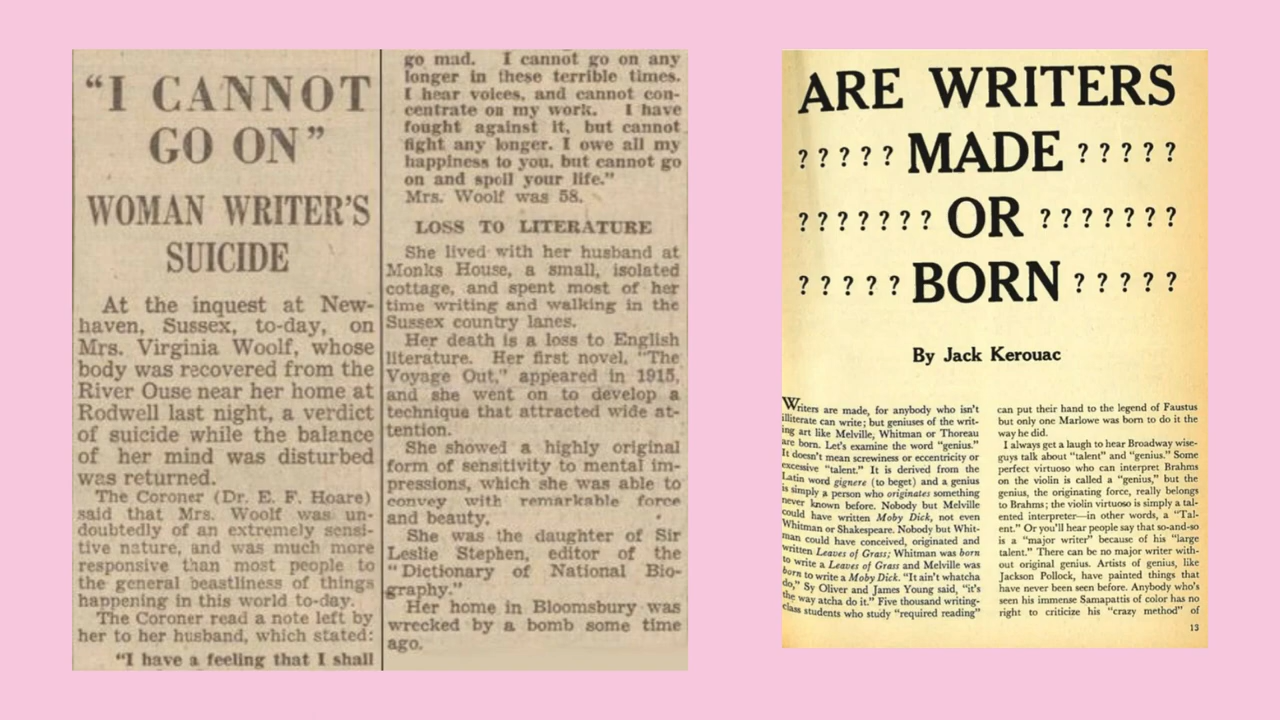 “I CANNOT
GO ON”
WOMAN WRITER’S
SUICIDE
At the inquest at New-
haven, Sussex, to-day, on
Mrs. Virginia Woolf, whose
body was recovered from the
River Ouse near her home at
Rodwell last night, a verdict
of suicide while the balance
of her mind was disturbed
was returned.
The Coroner (Dr. E. F. Hoare)
said that Mrs. Woolf was un-
doubtedly of an extremely sensi-
tive nature, and was much more
responsive than most people to
the general beastliness of things
happening in this world to-day.
The Coroner read a note left by
her to her husband, which stated:
“I have a feeling that I shall
go mad. I cannot go on any
longer in these terrible times.
I hear voices, and cannot con-
centrate on my work. I have
fought against it, but cannot
fight any longer. I owe all my
happiness to you, but cannot go
on and spoil your life.”
Mrs. Woolf was 58.
LOSS TO LITERATURE
She lived with her husband at
Monks House, a small, isolated
cottage, and spent most of her
time writing and walking in the
Sussex country lanes.
Her death is a loss to English
literature. Her first novel, “The
Voyage Out,” appeared in 1915,
and she went on to develop a
technique that attracted wide at-
tention.
She showed a highly original
form of sensitivity to mental im-
pressions, which she was able to
convey with remarkable force
and beauty.
She was the daughter of Sir
Leslie Stephen, editor of the
“Dictionary of National Bio-
graphy.”
Her home in Bloomsbury was
wrecked by a bomb some time
ago.
ARE WRITERS
? ? ? ? ? MADE ? ? ? ? ?
? ? ? ? ? ? ? OR ? ? ? ? ? ? ?
? ? ? ? ? BORN ? ? ? ? ?
By Jack Kerouac
Writers are made, for anybody who isn’t
illiterate can write; but geniuses of the writ-
ing art like Melville, Whitman or Thoreau
are born. Let’s examine the word “genius.”
It doesn’t mean screwiness or eccentricity or
excessive “talent.” It is derived from the
Latin word gignere (to beget) and a genius
is simply a person who originates something
never known before. Nobody but Melville
could have written Moby Dick, not even
Whitman or Shakespeare. Nobody but Whit-
man could have conceived, originated and
written Leaves of Grass; Whitman was born
to write a Leaves of Grass and Melville was
born to write a Moby Dick. “It ain’t whatcha
do,” Sy Oliver and James Young said, “it’s
the way atcha do it.” Five thousand writing-
class students who study “required reading”
can put their hand to the legend of Faustus
but only one Marlowe was born to do it the
way he did.
I always get a laugh to hear Broadway wise-
guys talk about “talent” and “genius.” Some
perfect virtuoso who can interpret Brahms
on the violin is called a “genius,” but the
genius, the originating force, really belongs
to Brahms; the violin virtuoso is simply a tal-
ented interpreter—in other words, a “Tal-
ent.” Or you’ll hear people say that so-and-so
is a “major writer” because of his “large
talent.” There can be no major writer with-
out original genius. Artists of genius, like
Jackson Pollock, have painted things that
have never been seen before. Anybody who’s
seen his immense Samapattis of color has no
right to criticize his “crazy method” of
13